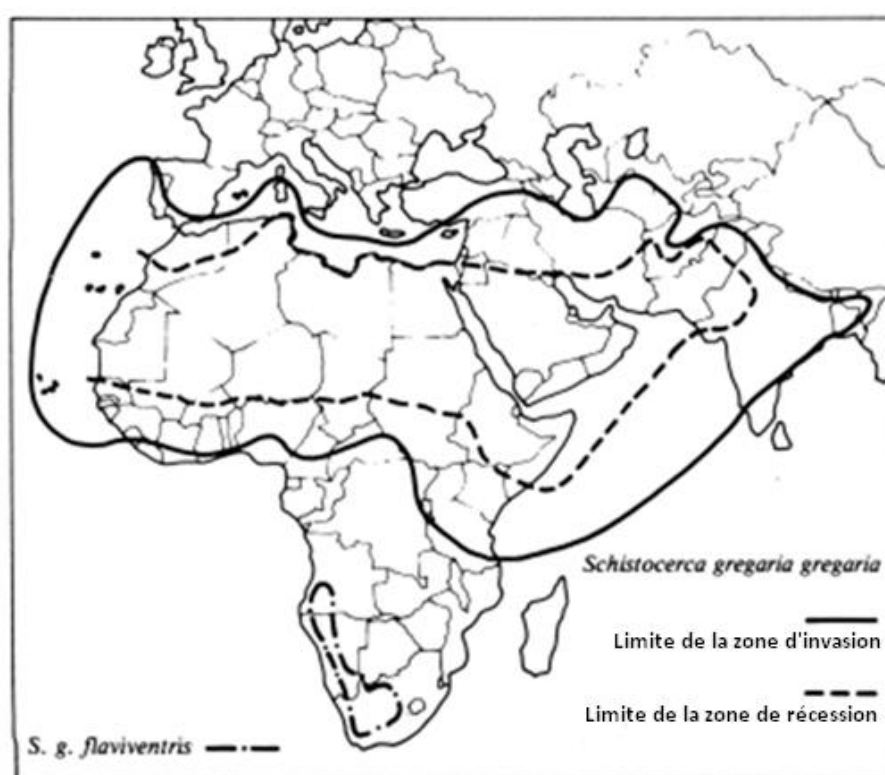 Schistocerca gregaria gregaria
Limite de la zone d'invasion
Limite de la zone de récession
S. g. flaviventris